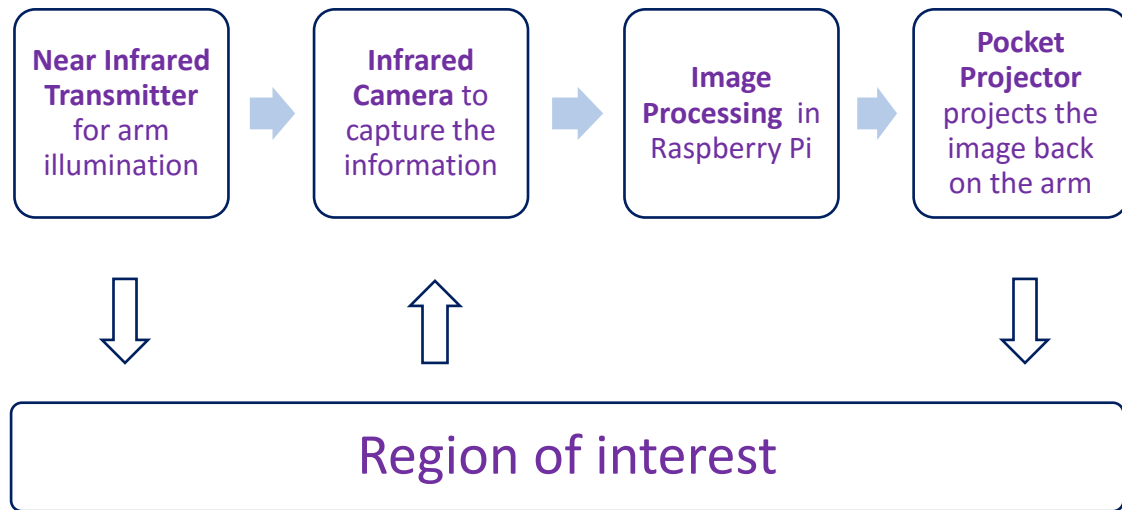 Near Infrared
Transmitter
for arm
illumination
Infrared
Camera to
capture the
information
Image
Processing in
Raspberry Pi
Pocket
Projector
projects the
image back
on the arm
Region of interest